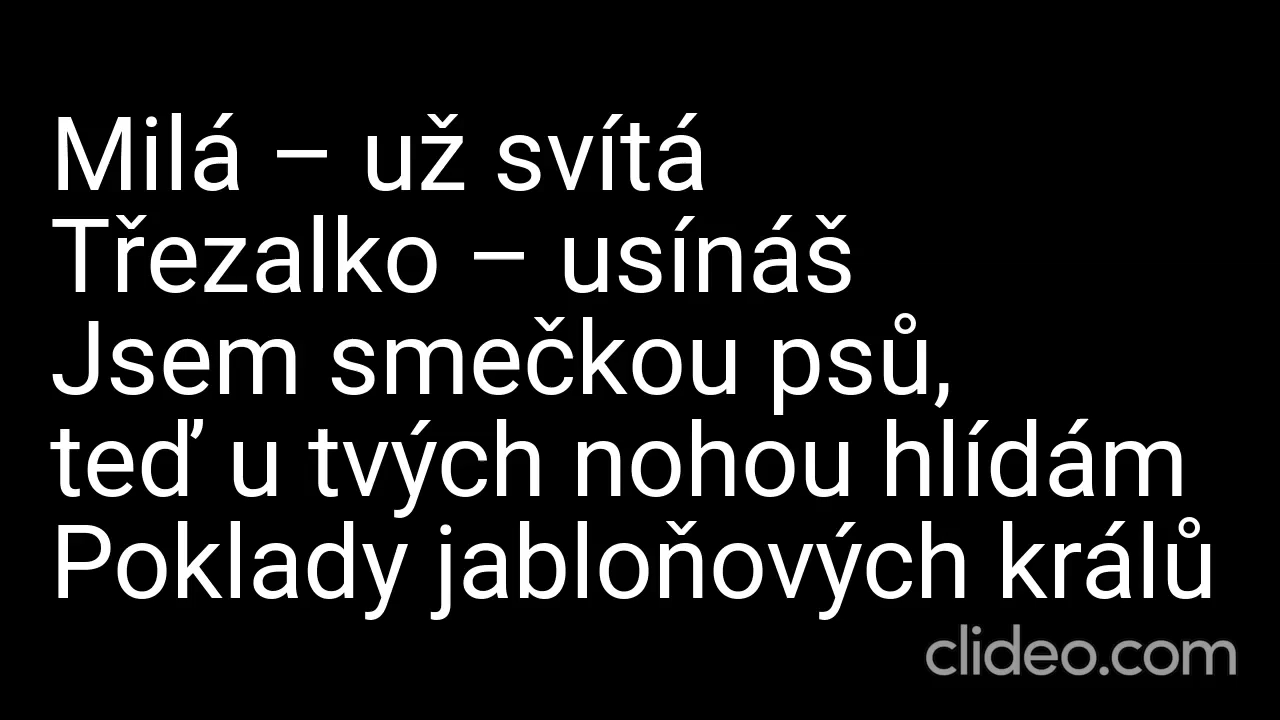 Milá – už svítá
Třezalko – usínáš
Jsem smečkou psů,
teď u tvých nohou hlídám
Poklady jabloňových králů
clideo.com